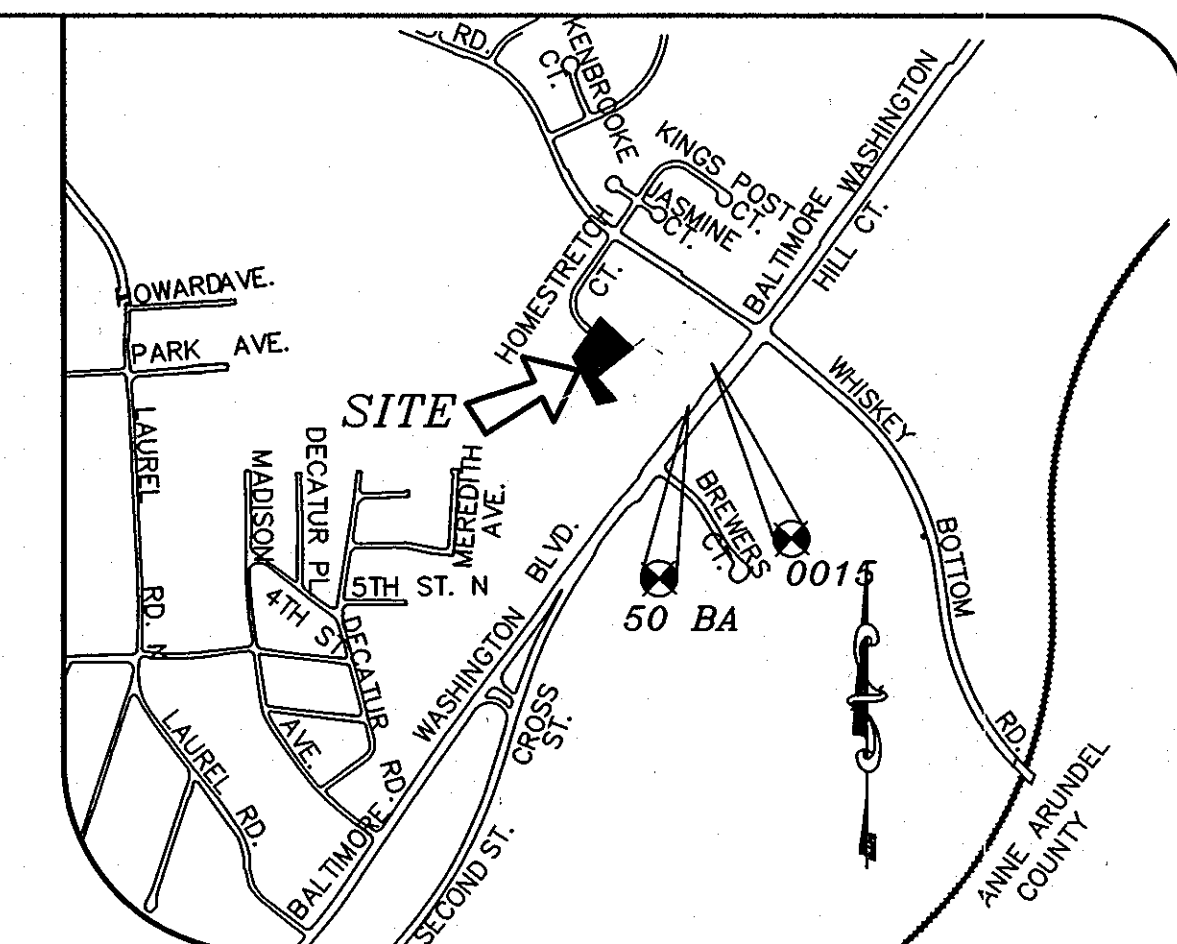 RD.
KENBROOKE
CT.
KINGS POST
CT.
JASMINE
CT.
BALTIMORE WASHINGTON
HILL CT.
HOMESTRETCH
CT.
OWARDAVE.
PARK AVE.
SITE
WHISKEY
BOTTOM
RD.
LAUREL
RD. N
MADISON
AVE.
DECATUR PL
MEREDITH
AVE.
5TH ST. N
4TH ST
DECATUR
RD.
BREWERS
CT.
0015
50 BA
BALTIMORE WASHINGTON BLVD.
CROSS
ST.
LAUREL RD.
SECOND ST.
ANNE ARUNDEL
COUNTY